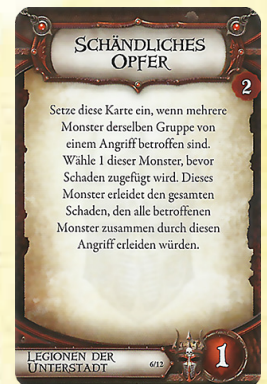 SCHÄNDLICHES
OPFER
2
Setze diese Karte ein, wenn mehrere
Monster derselben Gruppe von
einem Angriff betroffen sind.
Wähle 1 dieser Monster, bevor
Schaden zugefügt wird. Dieses
Monster erleidet den gesamten
Schaden, den alle betroffenen
Monster zusammen durch diesen
Angriff erleiden würden.
LEGIONEN DER
UNTERSTADT
6/12
1